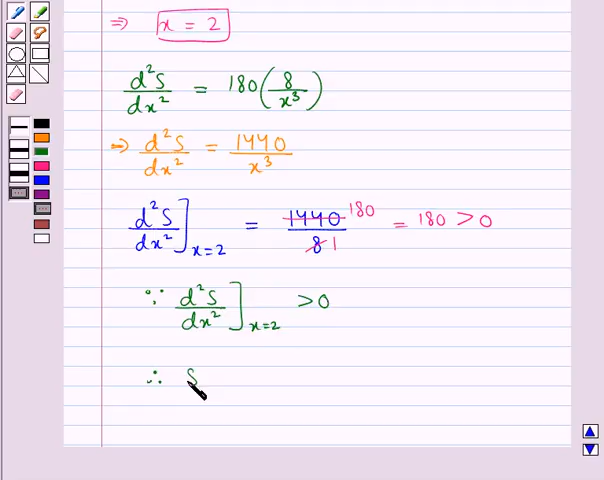 ⇒ x = 2
d²S/dx² = 180(8/x³)
⇒ d²S/dx² = 1440/x³
d²S/dx²]x=2 = 1440 180/8 1 = 180 > 0
∵ d²S/dx²]x=2 > 0
∴ S